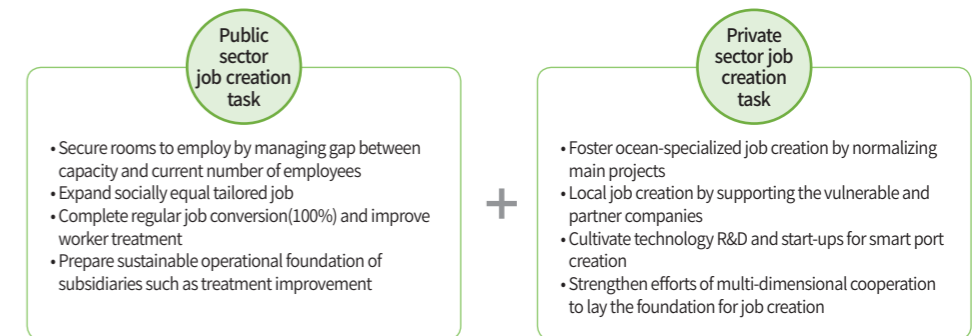 Public
sector
job creation
task
• Secure rooms to employ by managing gap between
capacity and current number of employees
• Expand socially equal tailored job
• Complete regular job conversion(100%) and improve
worker treatment
• Prepare sustainable operational foundation of
subsidiaries such as treatment improvement
+
Private
sector job
creation
task
• Foster ocean-specialized job creation by normalizing
main projects
• Local job creation by supporting the vulnerable and
partner companies
• Cultivate technology R&D and start-ups for smart port
creation
• Strengthen efforts of multi-dimensional cooperation
to lay the foundation for job creation